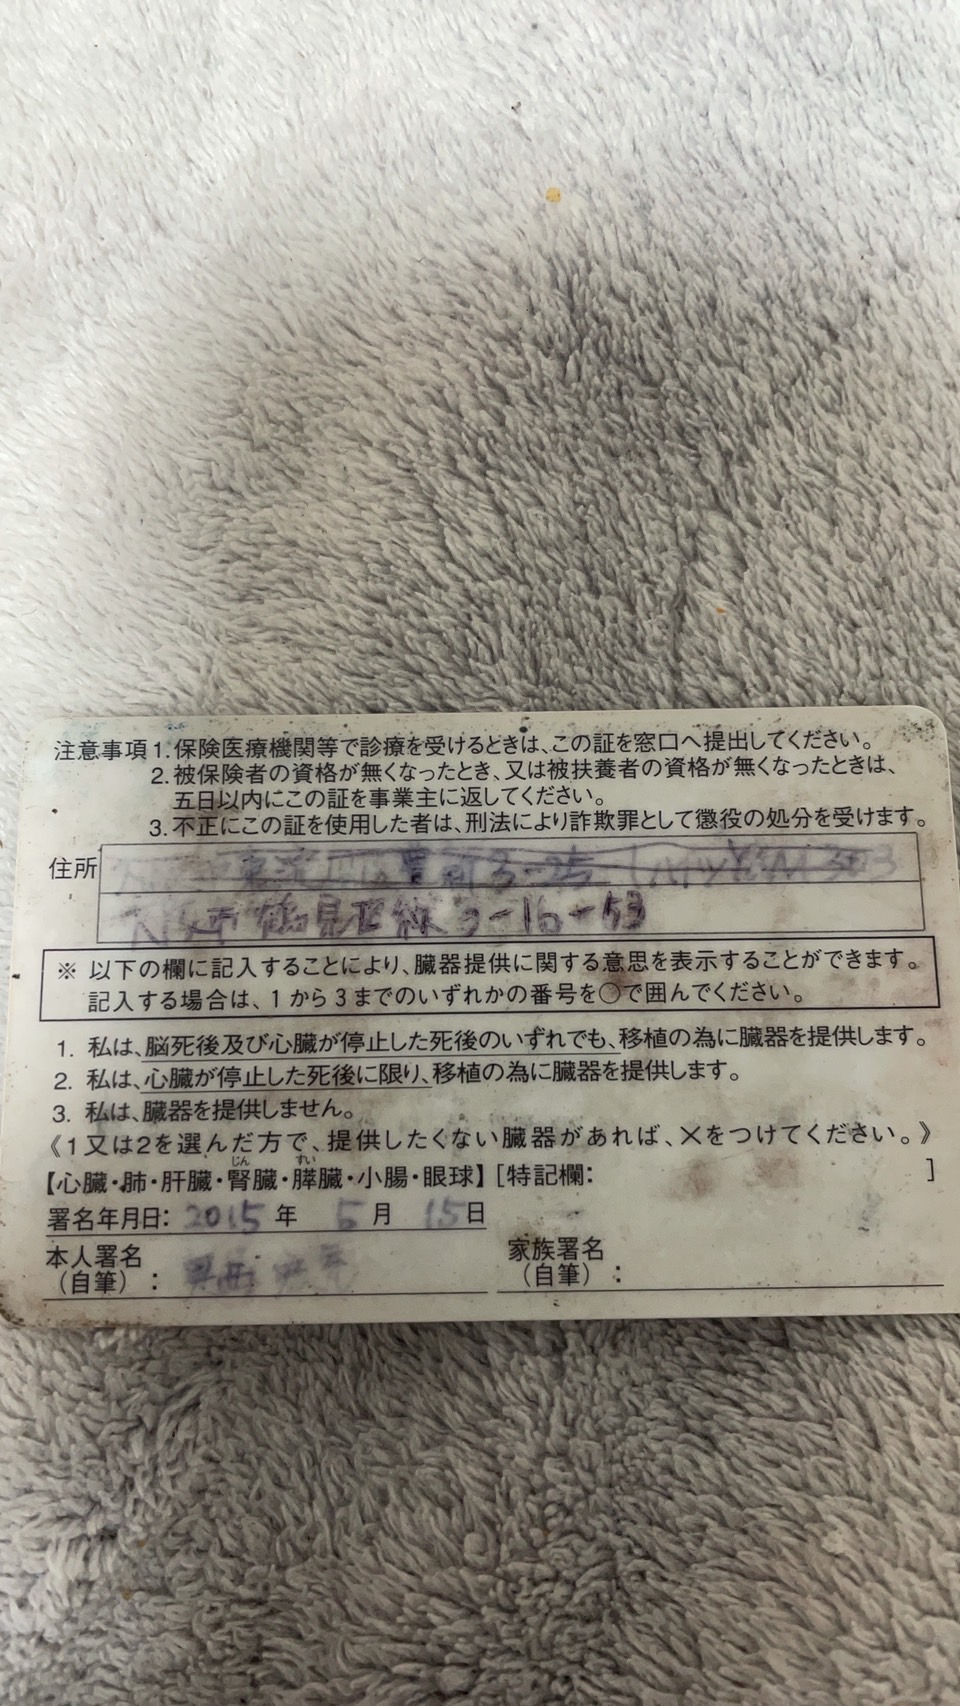 注意事項1.保険医療機関等で診療を受けるときは、この証を窓口へ提出してください。
2.被保険者の資格が無くなったとき、又は被扶養者の資格が無くなったときは、
五日以内にこの証を事業主に返してください。
3.不正にこの証を使用した者は、刑法により詐欺罪として懲役の処分を受けます。
住所 3-25
市鶴見区緑3-16-53
※ 以下の欄に記入することにより、臓器提供に関する意思を表示することができます。
記入する場合は、1から3までのいずれかの番号を○で囲んでください。
1. 私は、脳死後及び心臓が停止した死後のいずれでも、移植の為に臓器を提供します。
2. 私は、心臓が停止した死後に限り、移植の為に臓器を提供します。
3. 私は、臓器を提供しません。
《1又は2を選んだ方で、提供したくない臓器があれば、×をつけてください。》
じん すい
【心臓・肺・肝臓・腎臓・膵臓・小腸・眼球】[特記欄: ]
署名年月日: 2015 年 5 月 15日
本人署名 家族署名
（自筆）: （自筆）: